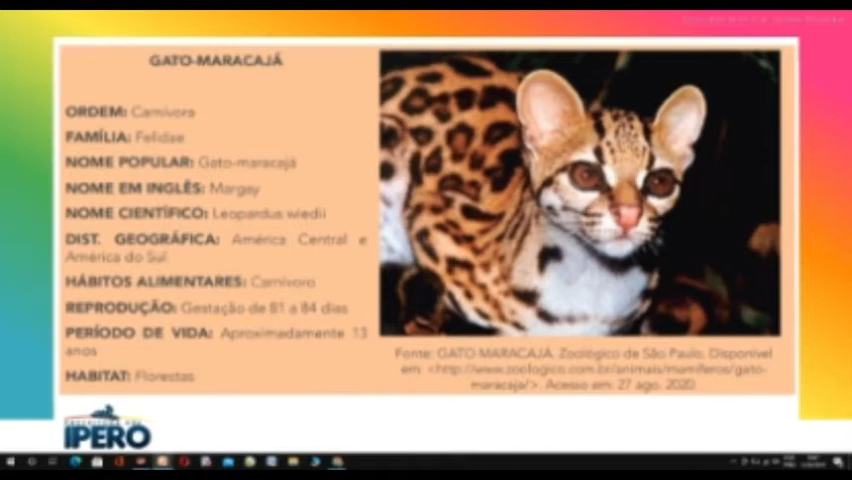 GATO-MARACAJÁ
ORDEM: Carnivora
FAMÍLIA: Felidae
NOME POPULAR: Gato-maracajá
NOME EM INGLÊS: Margay
NOME CIENTÍFICO: Leopardus wiedii
DIST. GEOGRÁFICA: América Central e
América do Sul
HÁBITOS ALIMENTARES: Carnívoro
REPRODUÇÃO: Gestação de 81 a 84 dias
PERÍODO DE VIDA: Aproximadamente 13
anos
HABITAT: Florestas
Fonte: GATO MARACAJÁ. Zoológico de São Paulo. Disponível
em: <http://www.zoologico.com.br/animais/mamiferos/gato-
maracaja/>. Acesso em: 27 ago. 2020
IPERÓ